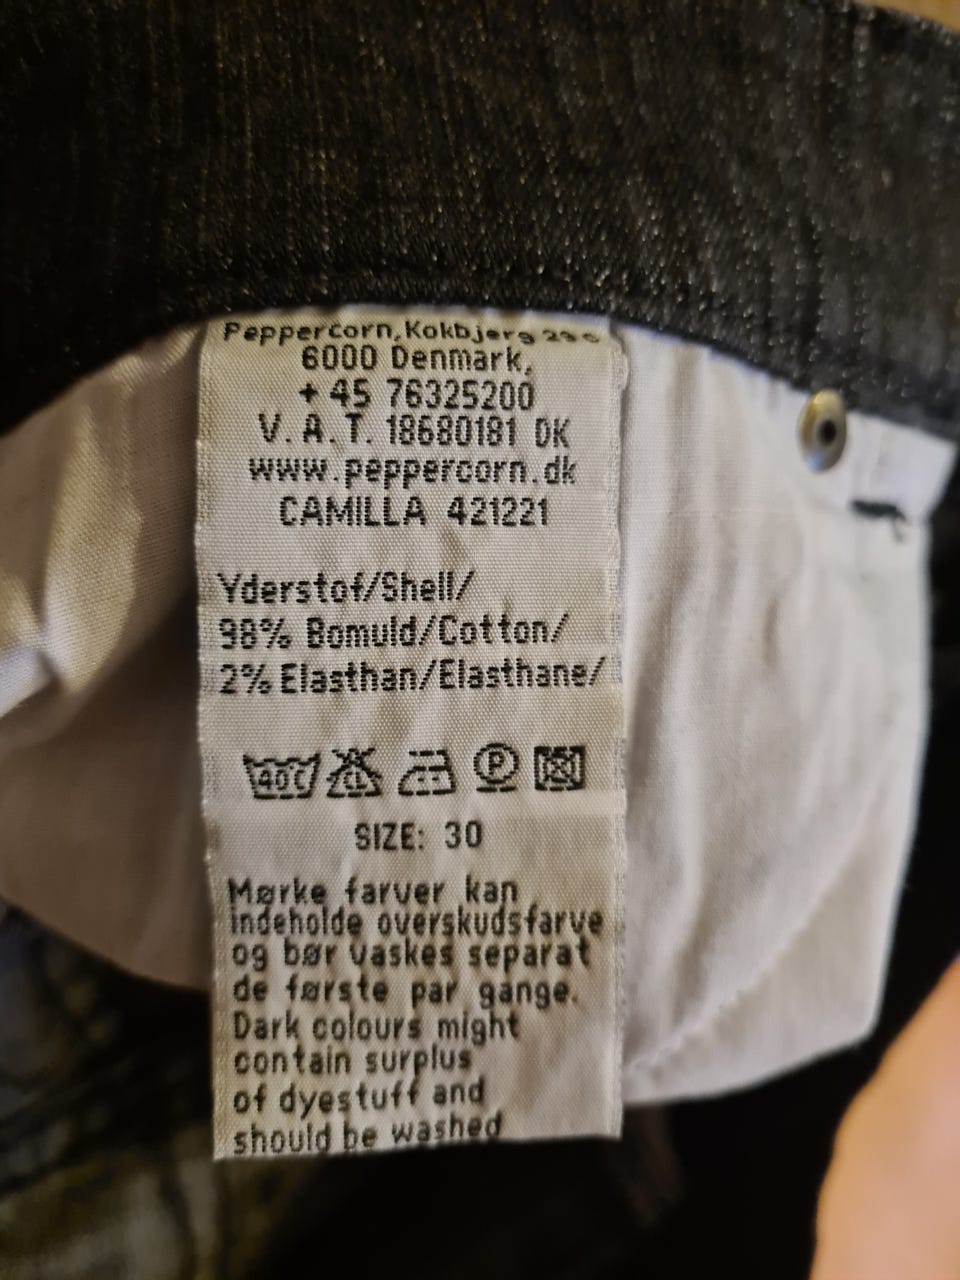 Peppercorn, Kokbjerg
6000 Denmark,
+ 45 76325200
V. A. T. 18680181 DK
www.peppercorn.dk
CAMILLA 421221
Yderstof/Shell/
98% Bomuld/Cotton/
2% Elasthan/Elasthane/
40C CL P
SIZE: 30
Mørke farver kan
indeholde overskudsfarve
og bør vaskes separat
de første par gange.
Dark colours might
contain surplus
of dyestuff and
should be washed